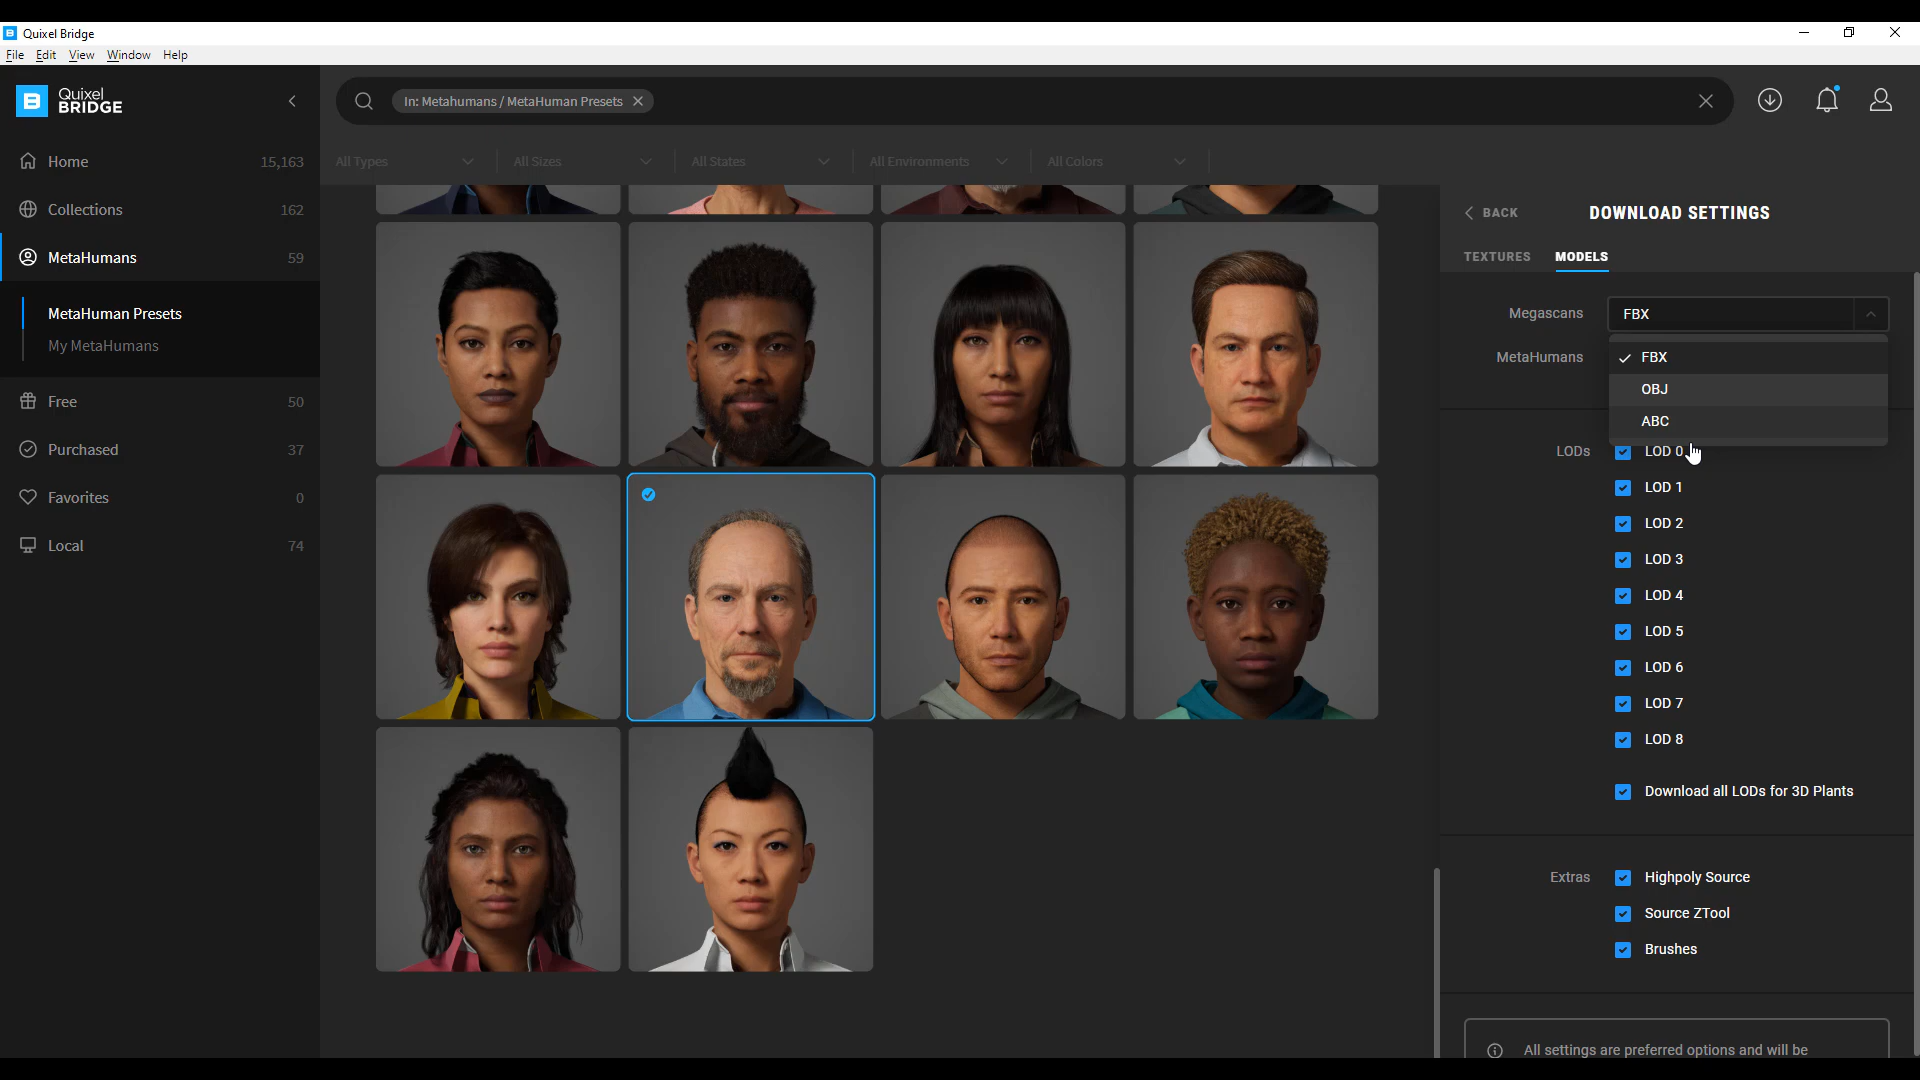 Quixel Bridge
File Edit View Window Help
Quixel
BRIDGE
In: Metahumans / MetaHuman Presets
Home 15,163
Collections 162
MetaHumans 59
MetaHuman Presets
My MetaHumans
Free 50
Purchased 37
Favorites 0
Local 74
All Types All Sizes All States All Environments All Colors
BACK DOWNLOAD SETTINGS
TEXTURES MODELS
Megascans FBX
MetaHumans FBX
OBJ
ABC
LODs LOD 0
LOD 1
LOD 2
LOD 3
LOD 4
LOD 5
LOD 6
LOD 7
LOD 8
Download all LODs for 3D Plants
Extras Highpoly Source
Source ZTool
Brushes
All settings are preferred options and will be